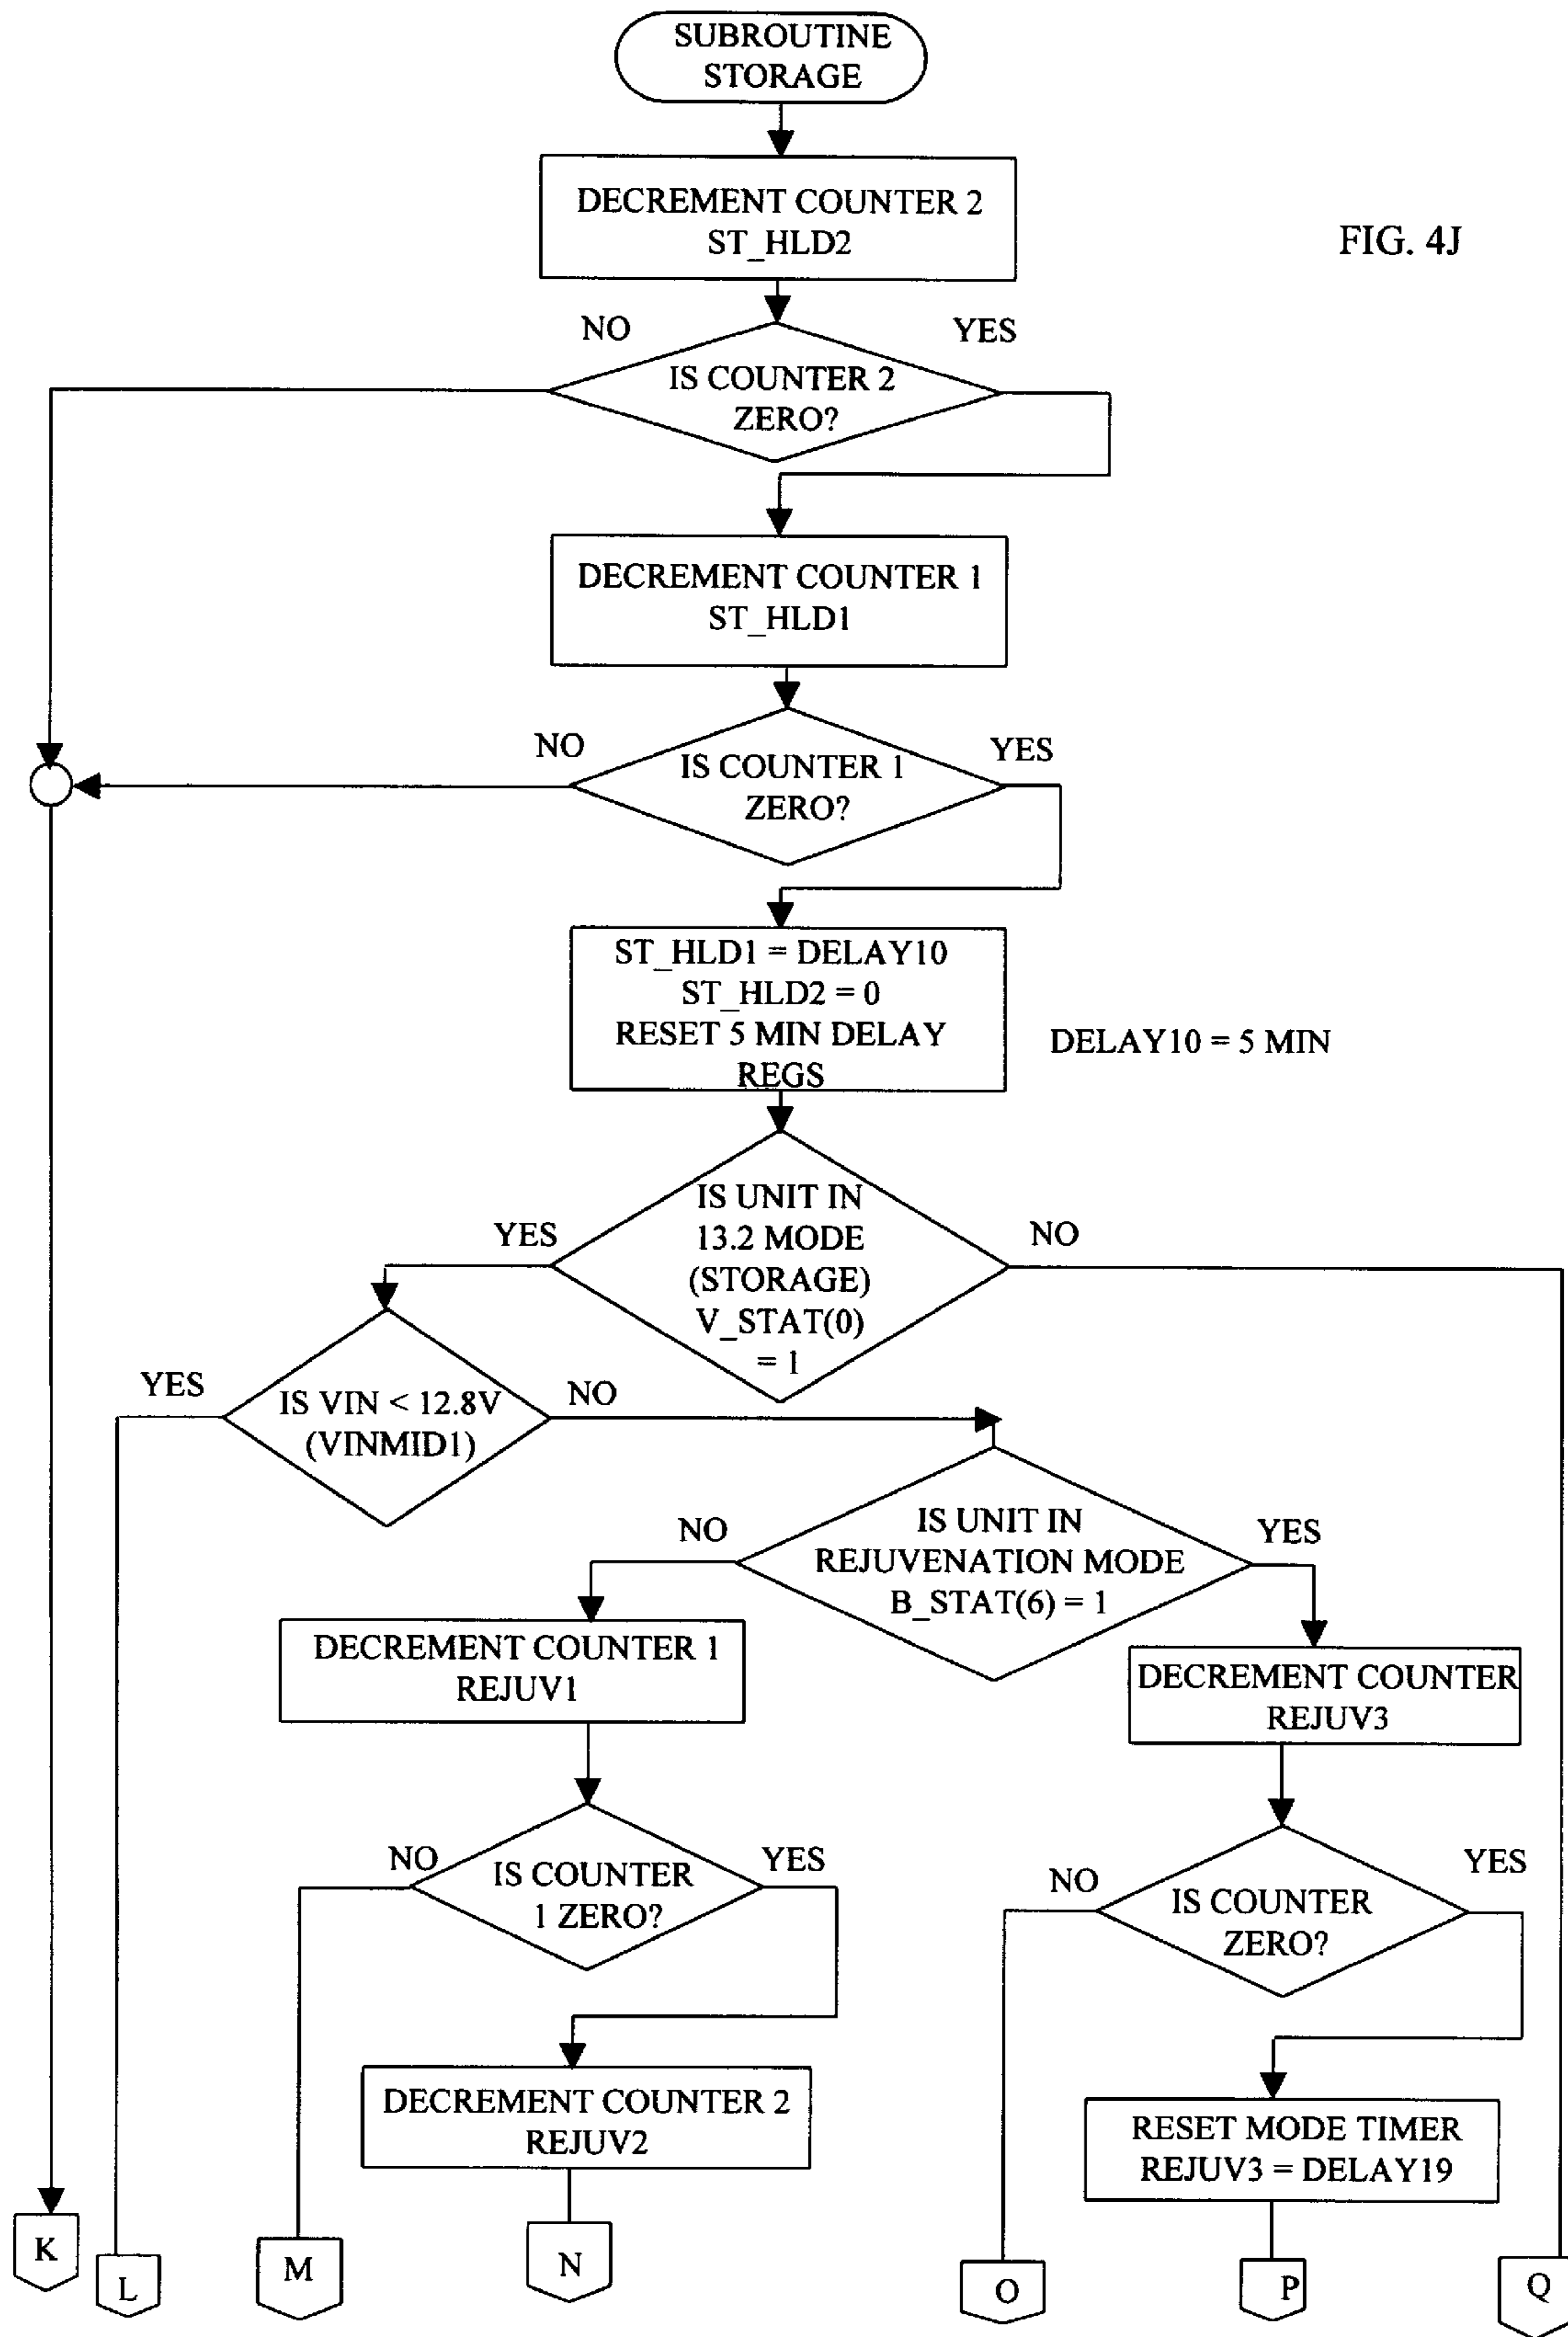 SUBROUTINE
STORAGE
DECREMENT COUNTER 2
ST_HLD2
FIG. 4J
NO
YES
IS COUNTER 2
ZERO?
DECREMENT COUNTER 1
ST_HLD1
NO
YES
IS COUNTER 1
ZERO?
ST_HLD1 = DELAY10
ST_HLD2 = 0
RESET 5 MIN DELAY
REGS
DELAY10 = 5 MIN
IS UNIT IN
13.2 MODE
(STORAGE)
V_STAT(0)
= 1
YES
NO
YES
IS VIN < 12.8V
(VINMID1)
NO
NO
IS UNIT IN
REJUVENATION MODE
B_STAT(6) = 1
YES
DECREMENT COUNTER 1
REJUV1
DECREMENT COUNTER
REJUV3
NO
IS COUNTER
1 ZERO?
YES
NO
IS COUNTER
ZERO?
YES
DECREMENT COUNTER 2
REJUV2
RESET MODE TIMER
REJUV3 = DELAY19
K
L
M
N
O
P
Q